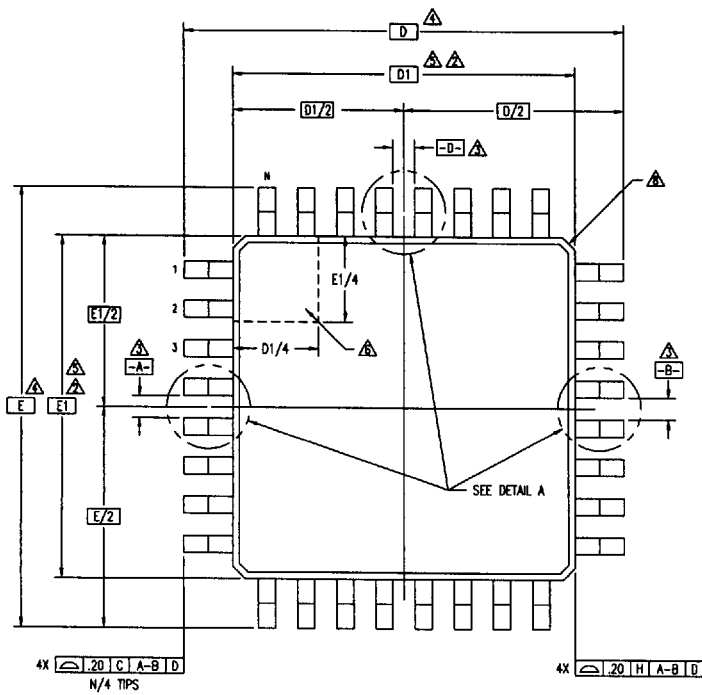 D 4
D1 5 2
D1/2 D/2
-D- 3
N
8
1
E1/4
2
E1/2
D1/4 6
3
3
-A-
3
-B-
4
E
5
2
E1
SEE DETAIL A
E/2
4X .20 C A-B D
N/4 TIPS
4X .20 H A-B D